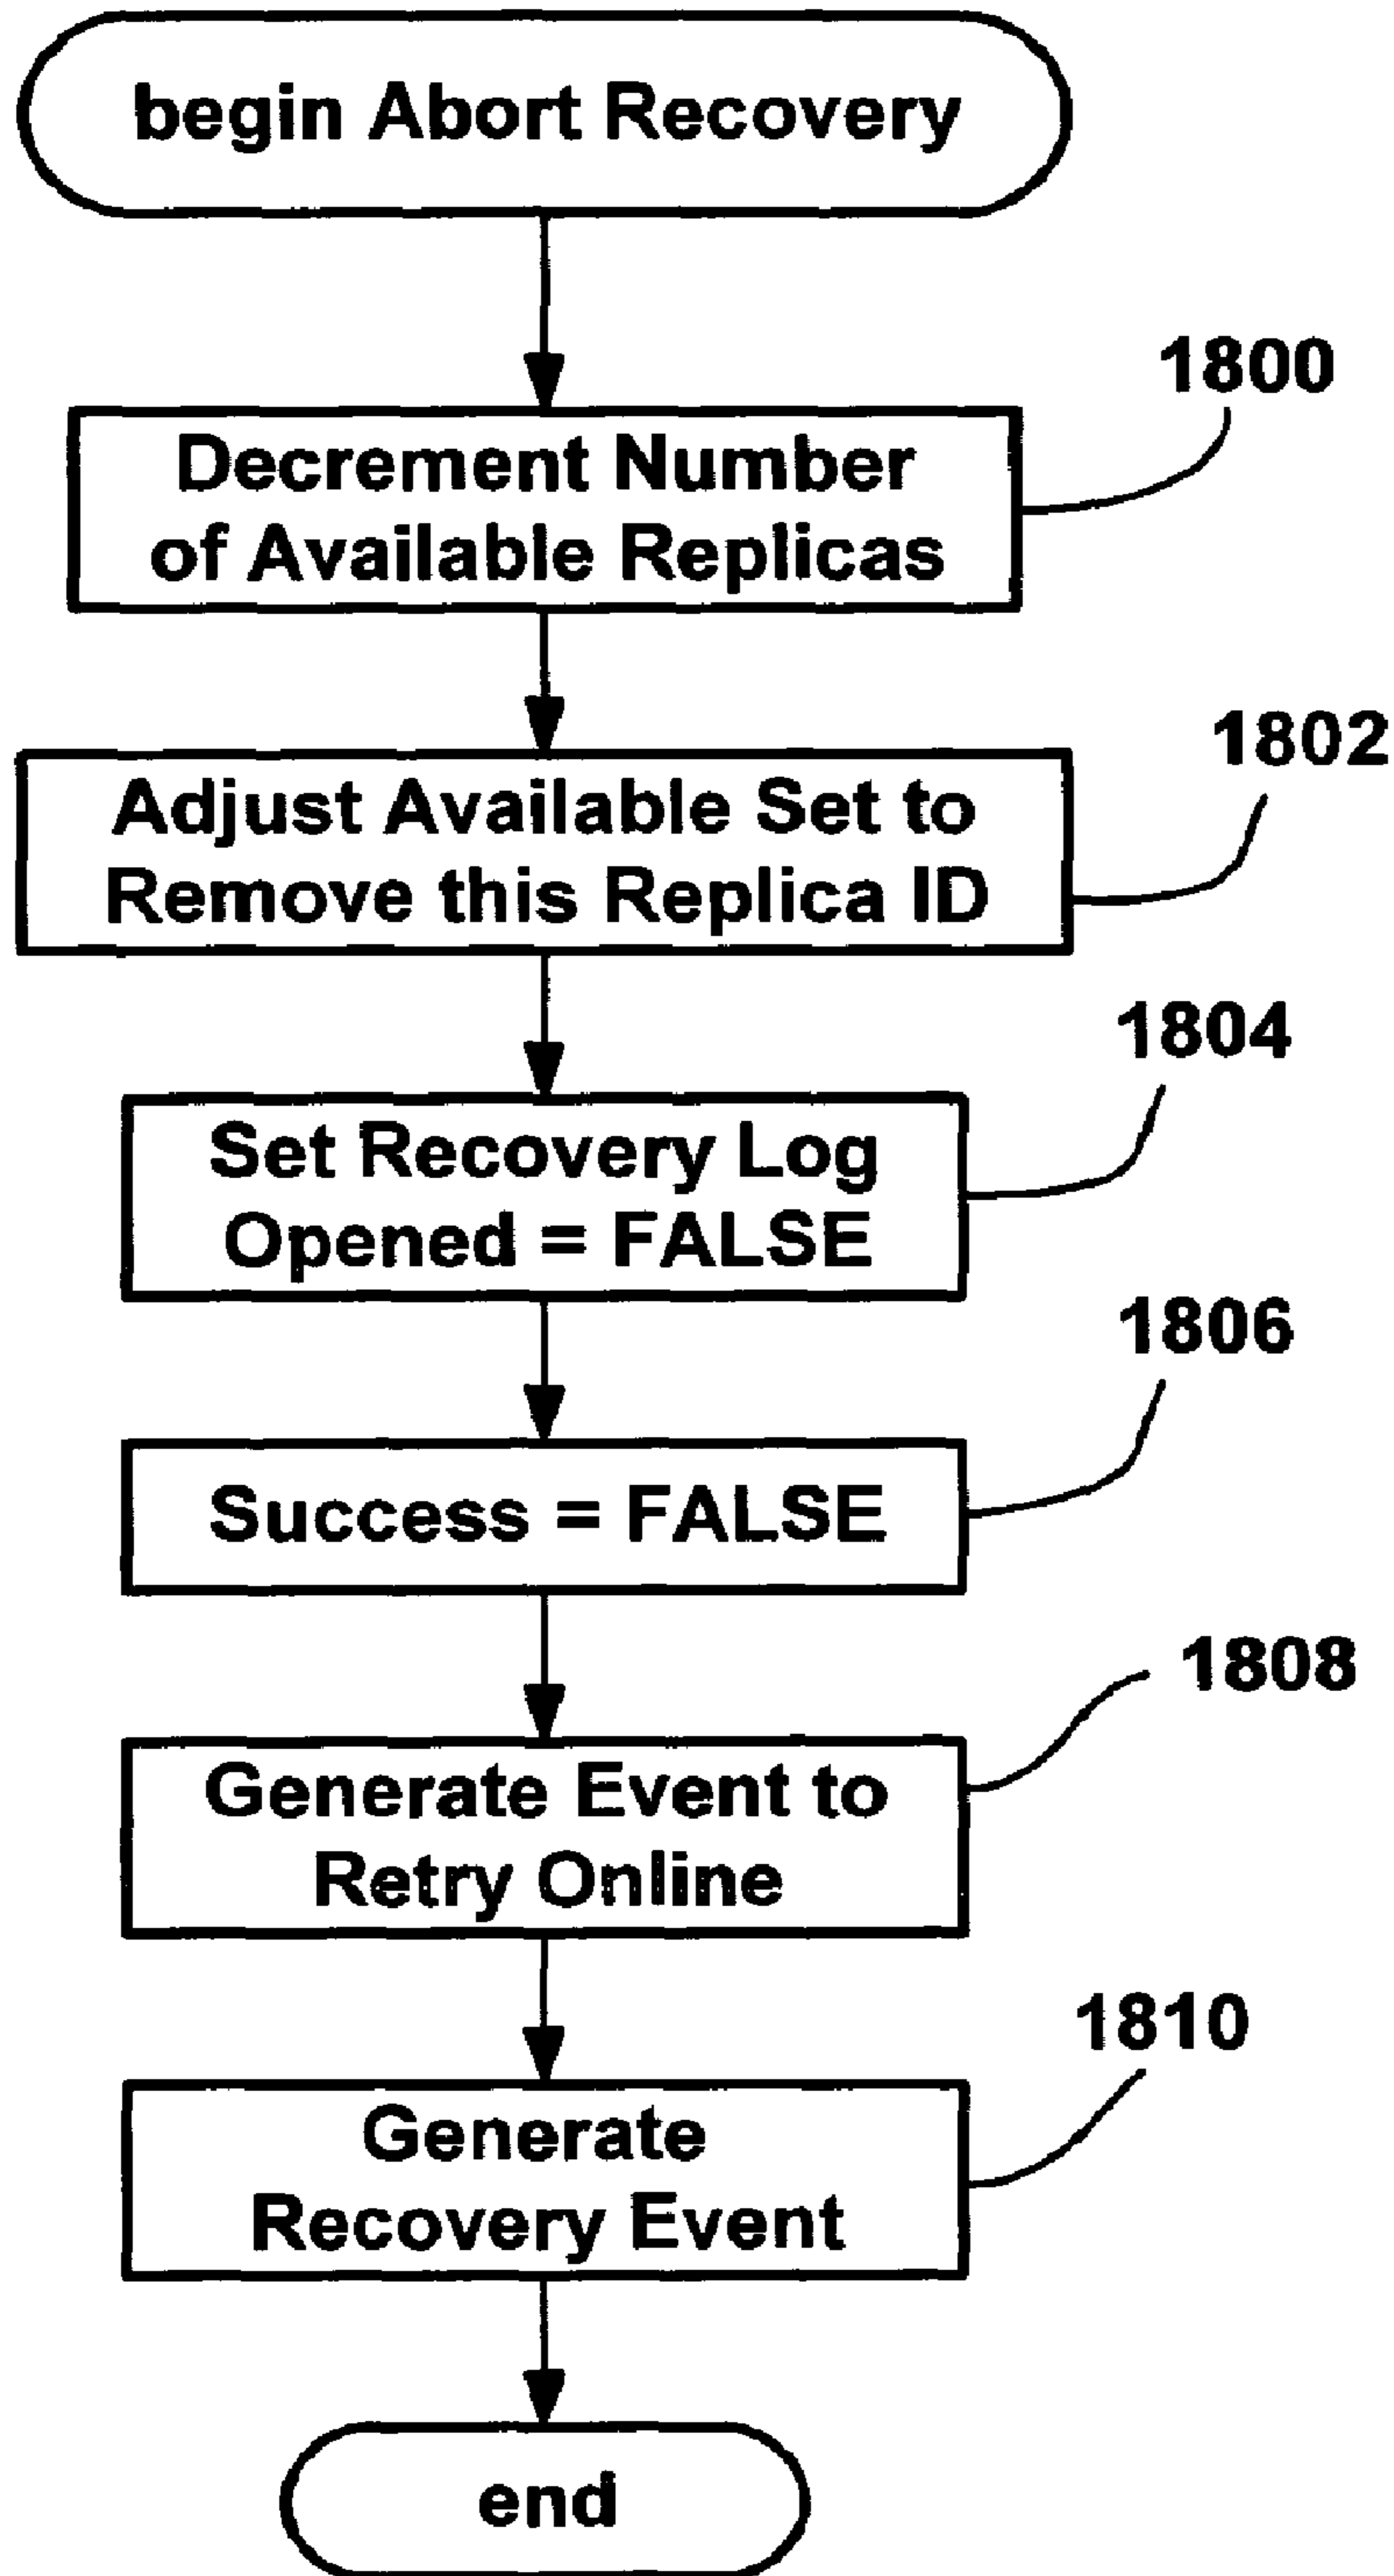 begin Abort Recovery
1800
Decrement Number
of Available Replicas
1802
Adjust Available Set to
Remove this Replica ID
1804
Set Recovery Log
Opened = FALSE
1806
Success = FALSE
1808
Generate Event to
Retry Online
1810
Generate
Recovery Event
end